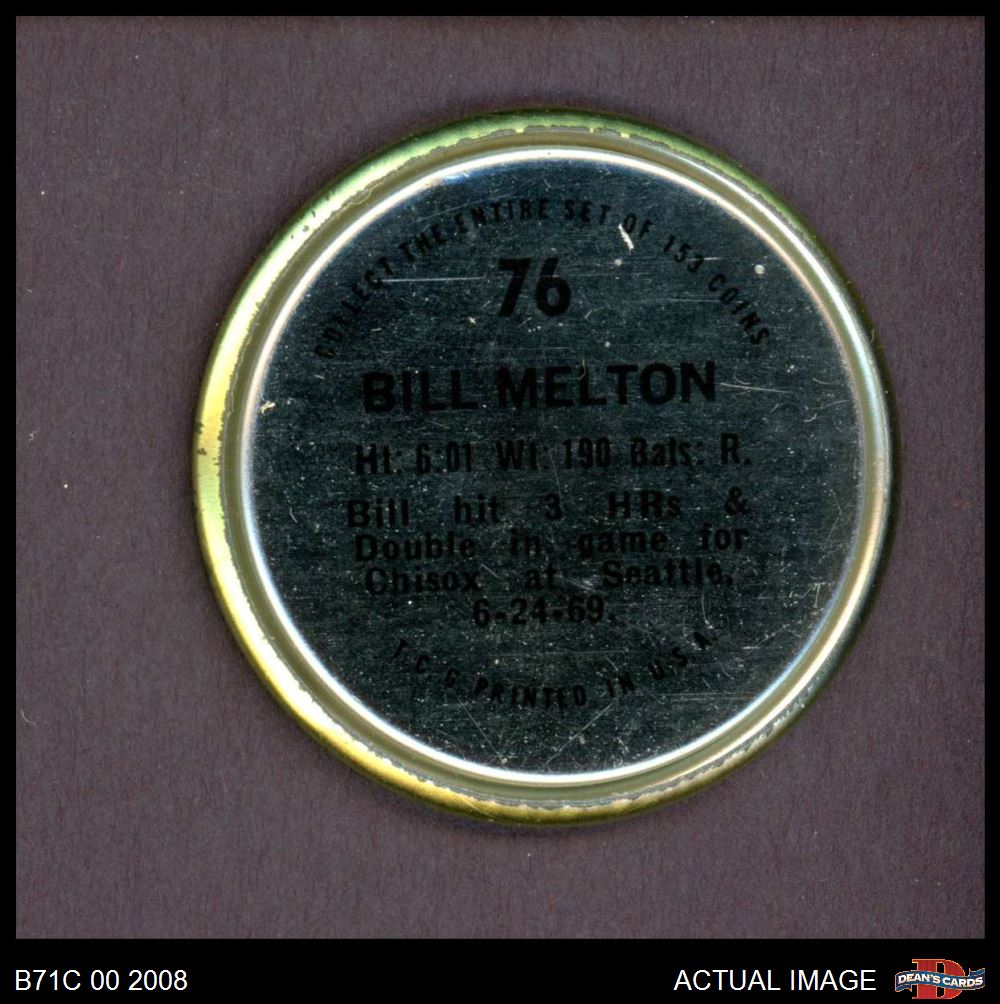 COLLECT THE ENTIRE SET OF 153 COINS
76
BILL MELTON
Ht: 6:01 Wt: 190 Bats: R.
Bill hit 3 HRs &
Double in game for
Chisox at Seattle,
6-24-69.
T.C.G. PRINTED IN U.S.A.
B71C 00 2008
ACTUAL IMAGE
DEAN'S CARDS